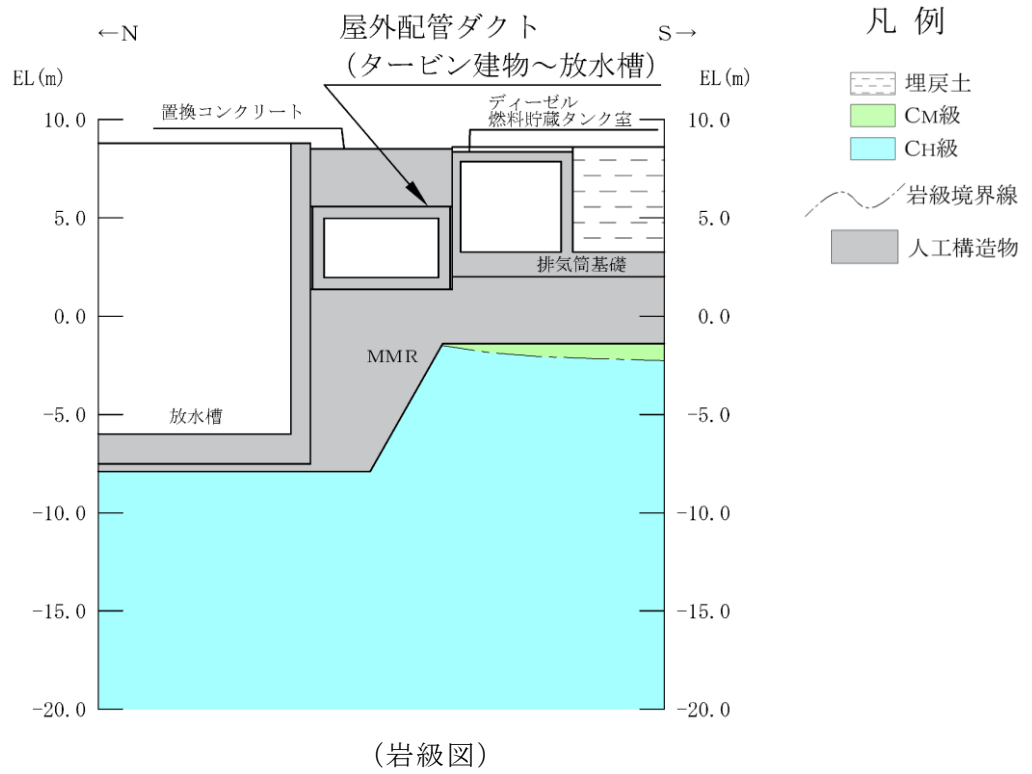 ←N
屋外配管ダクト
（タービン建物～放水槽）
S→
凡 例
EL(m)
EL(m)
埋戻土
CM級
CH級
岩級境界線
人工構造物
置換コンクリート
ディーゼル
燃料貯蔵タンク室
10.0
10.0
5.0
5.0
排気筒基礎
0.0
0.0
MMR
放水槽
-5.0
-5.0
-10.0
-10.0
-15.0
-15.0
-20.0
-20.0
（岩級図）